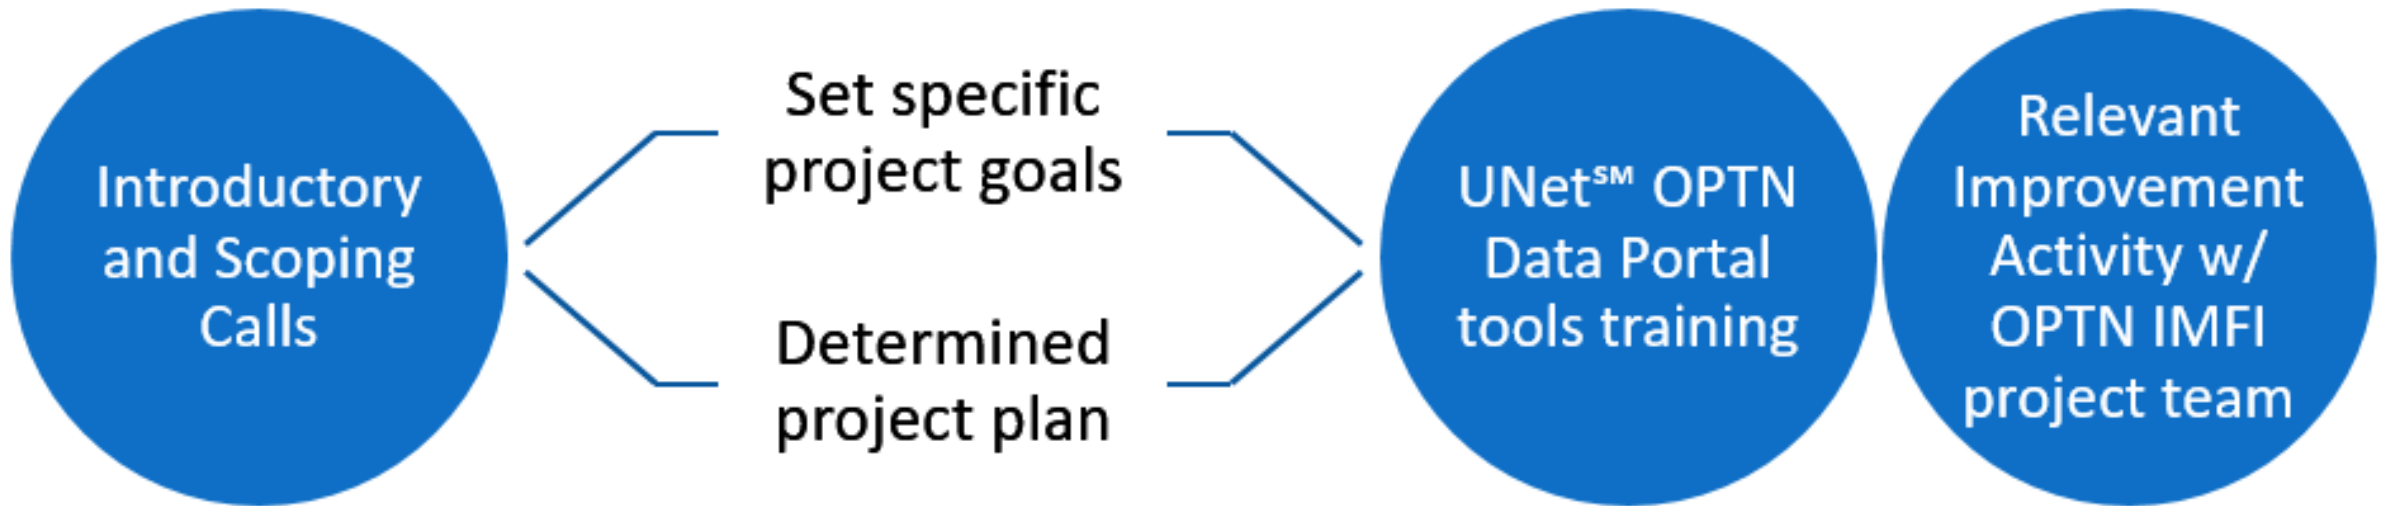 Introductory
and Scoping
Calls
Set specific
project goals
Determined
project plan
UNet℠ OPTN
Data Portal
tools training
Relevant
Improvement
Activity w/
OPTN IMFI
project team